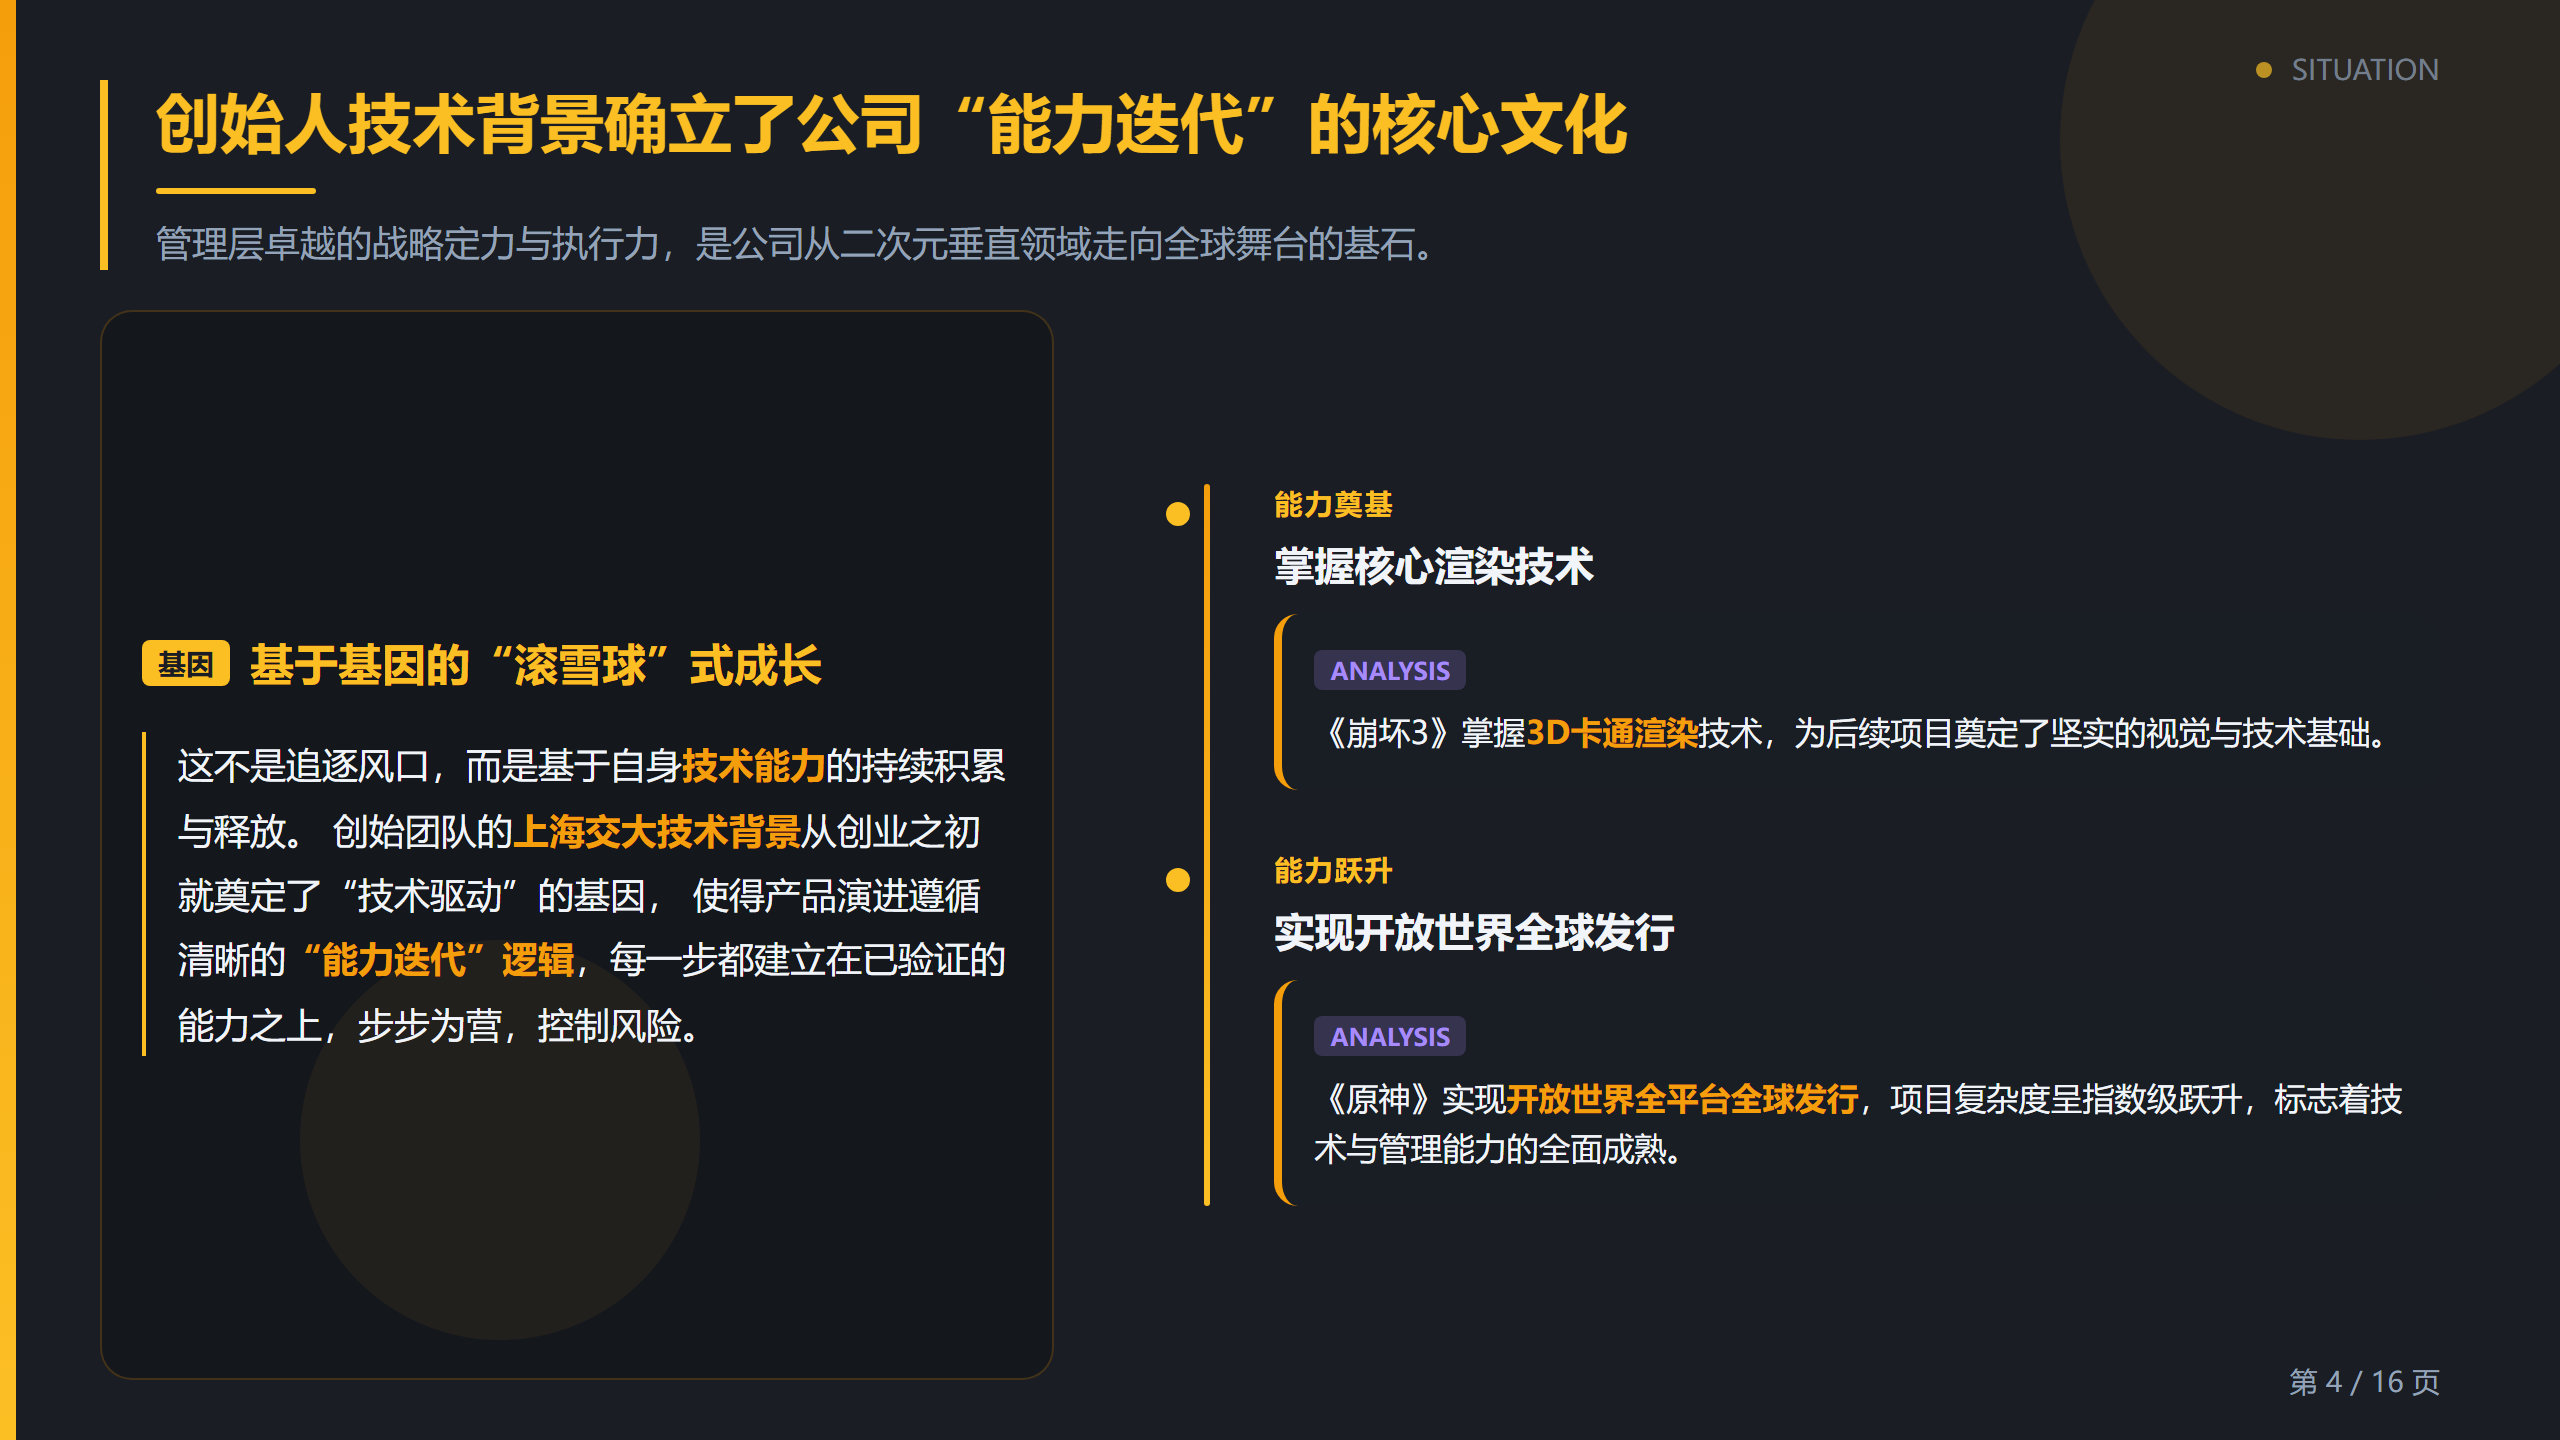 SITUATION
创始人技术背景确立了公司“能力迭代”的核心文化
管理层卓越的战略定力与执行力，是公司从二次元垂直领域走向全球舞台的基石。
基因 基于基因的“滚雪球”式成长
这不是追逐风口，而是基于自身技术能力的持续积累
与释放。 创始团队的上海交大技术背景从创业之初
就奠定了“技术驱动”的基因， 使得产品演进遵循
清晰的“能力迭代”逻辑，每一步都建立在已验证的
能力之上，步步为营，控制风险。
能力奠基
掌握核心渲染技术
ANALYSIS
《崩坏3》掌握3D卡通渲染技术，为后续项目奠定了坚实的视觉与技术基础。
能力跃升
实现开放世界全球发行
ANALYSIS
《原神》实现开放世界全平台全球发行，项目复杂度呈指数级跃升，标志着技
术与管理能力的全面成熟。
第 4 / 16 页